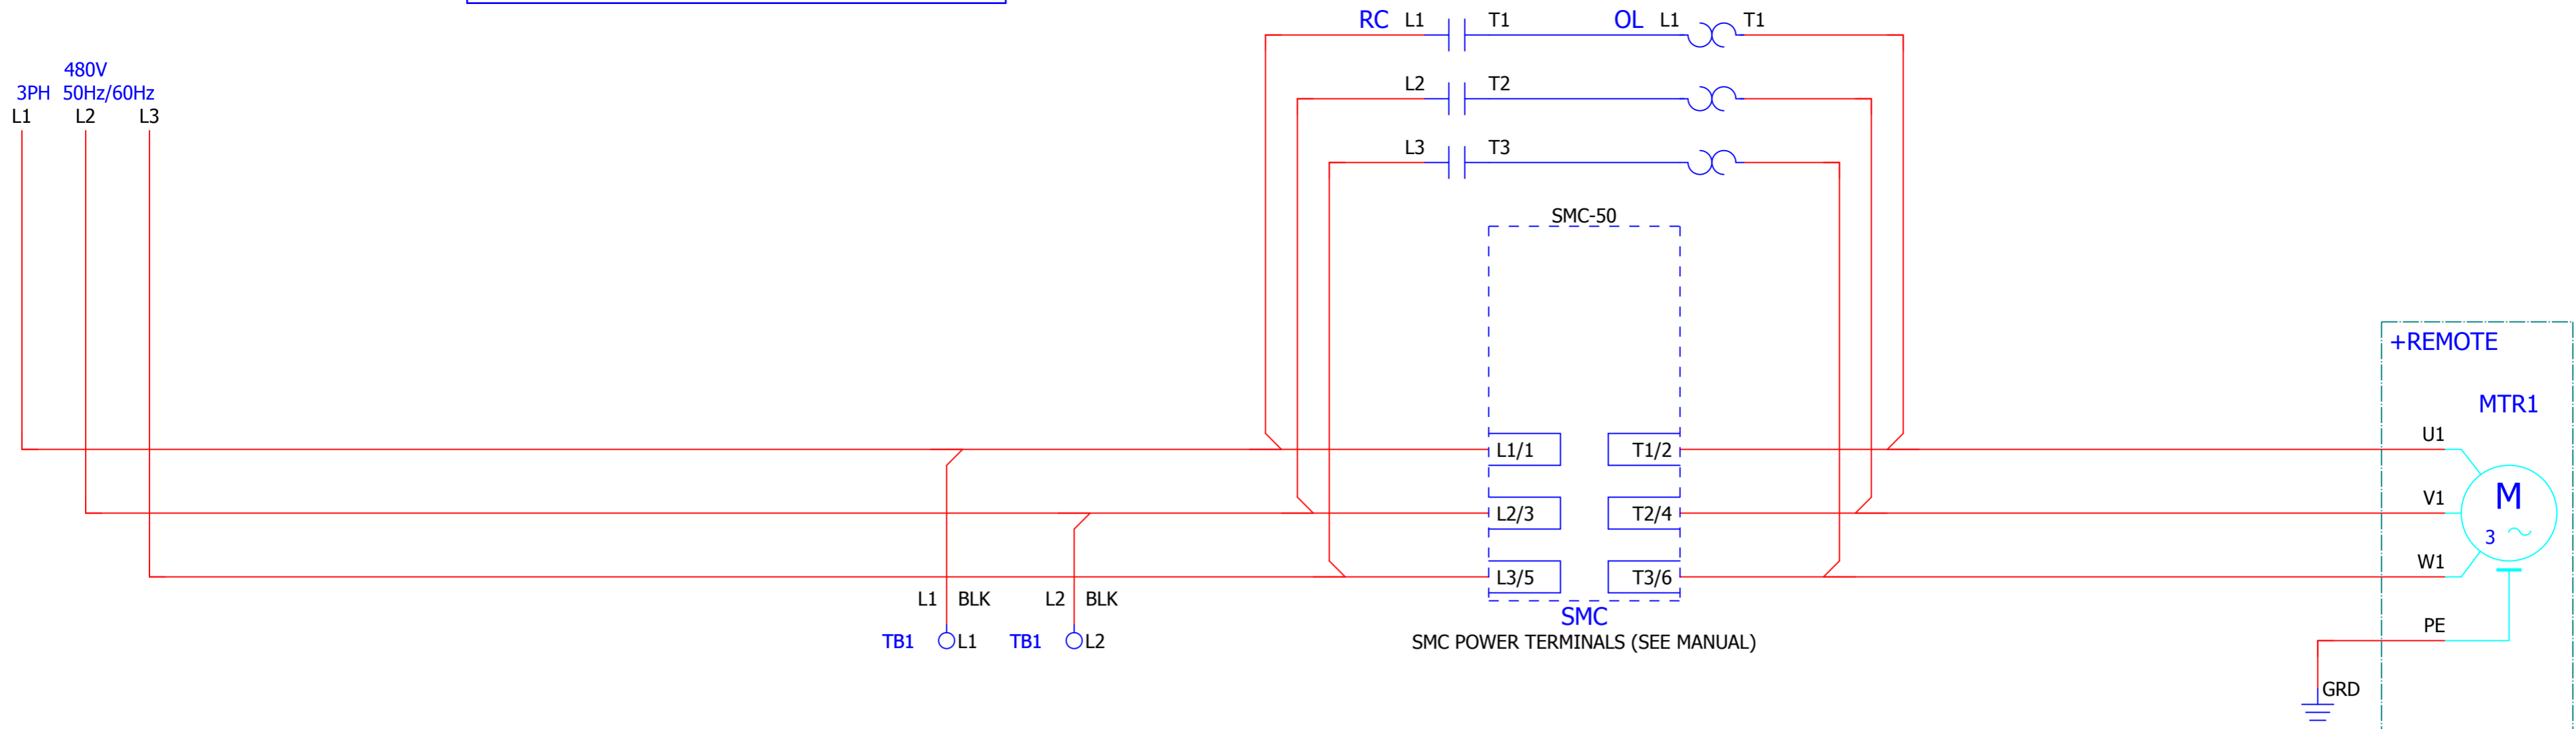 RC L1 T1 OL L1 T1
480V
3PH 50Hz/60Hz
L1 L2 L3
L2 T2
L3 T3
SMC-50
+REMOTE
MTR1
L1/1 T1/2 U1
L2/3 T2/4 V1 M
3
L3/5 T3/6 W1
L1 BLK L2 BLK
SMC
TB1 L1 TB1 L2 SMC POWER TERMINALS (SEE MANUAL) PE
GRD